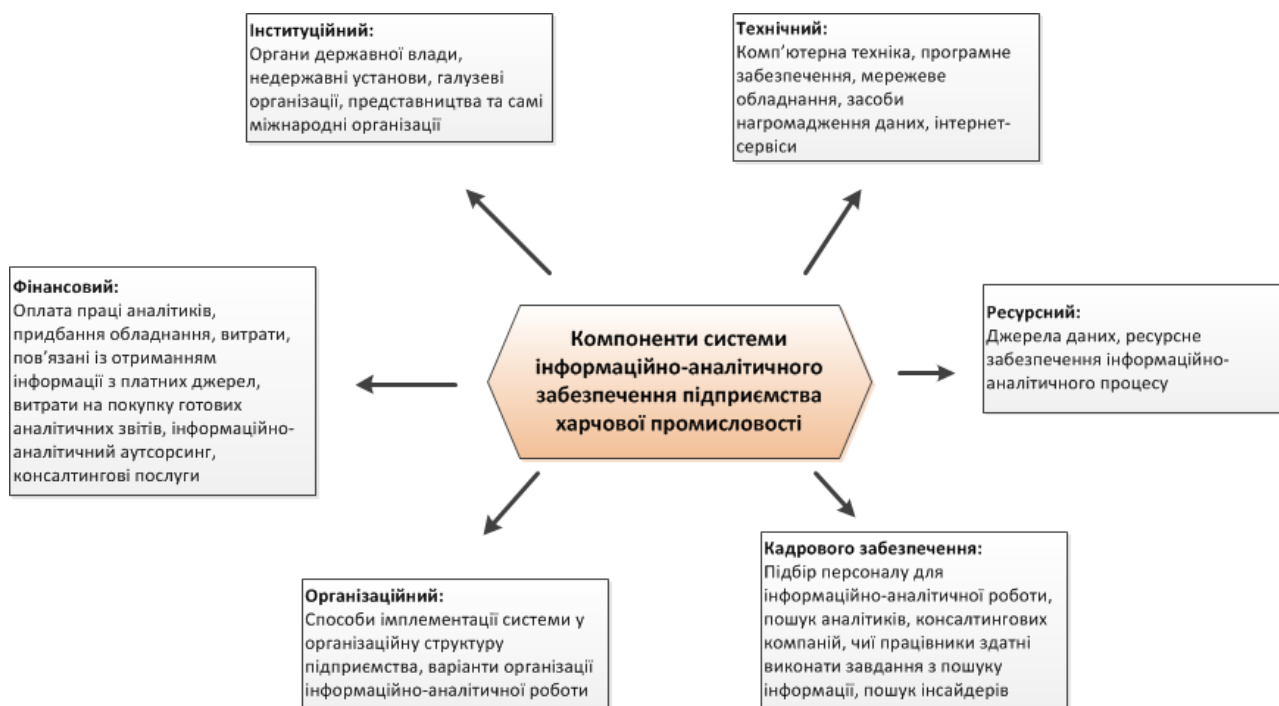 Інституційний:
Органи державної влади,
недержавні установи, галузеві
організації, представництва та самі
міжнародні організації
Технічний:
Комп’ютерна техніка, програмне
забезпечення, мережеве
обладнання, засоби
нагромадження даних, інтернет-
сервіси
Фінансовий:
Оплата праці аналітиків,
придбання обладнання, витрати,
пов’язані із отриманням
інформації з платних джерел,
витрати на покупку готових
аналітичних звітів, інформаційно-
аналітичний аутсорсинг,
консалтингові послуги
Компоненти системи
інформаційно-аналітичного
забезпечення підприємства
харчової промисловості
Ресурсний:
Джерела даних, ресурсне
забезпечення інформаційно-
аналітичного процесу
Організаційний:
Способи імплементації системи у
організаційну структуру
підприємства, варіанти організації
інформаційно-аналітичної роботи
Кадрового забезпечення:
Підбір персоналу для
інформаційно-аналітичної роботи,
пошук аналітиків, консалтингових
компаній, чиї працівники здатні
виконати завдання з пошуку
інформації, пошук інсайдерів